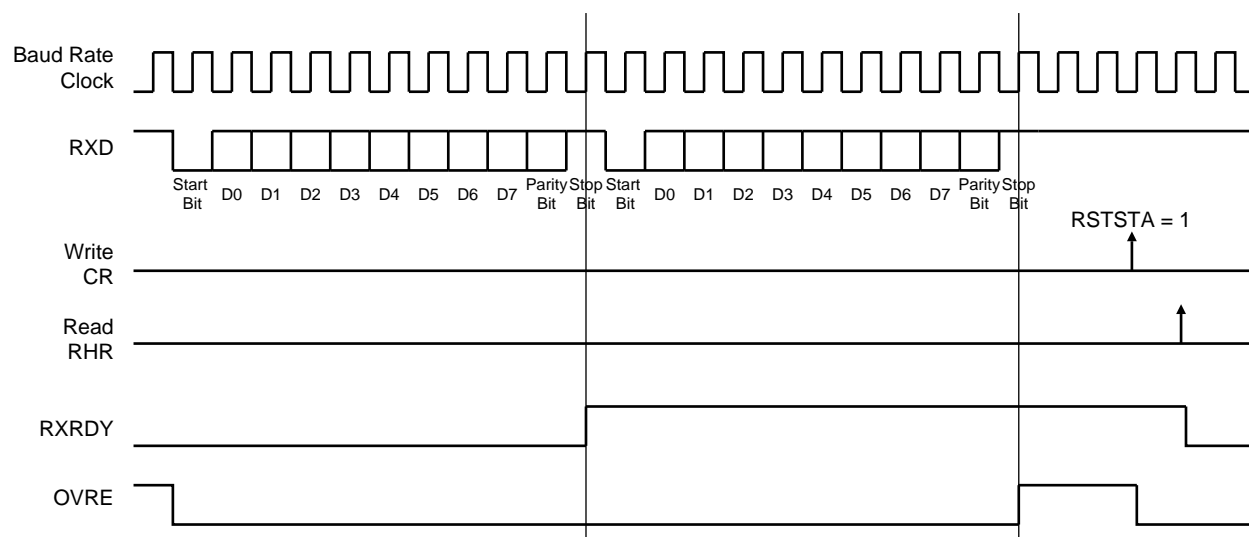 Baud Rate
Clock
RXD
Start
Bit
D0
D1
D2
D3
D4
D5
D6
D7
Parity
Bit
Stop
Bit
Start
Bit
D0
D1
D2
D3
D4
D5
D6
D7
Parity
Bit
Stop
Bit
RSTSTA = 1
Write
CR
Read
RHR
RXRDY
OVRE